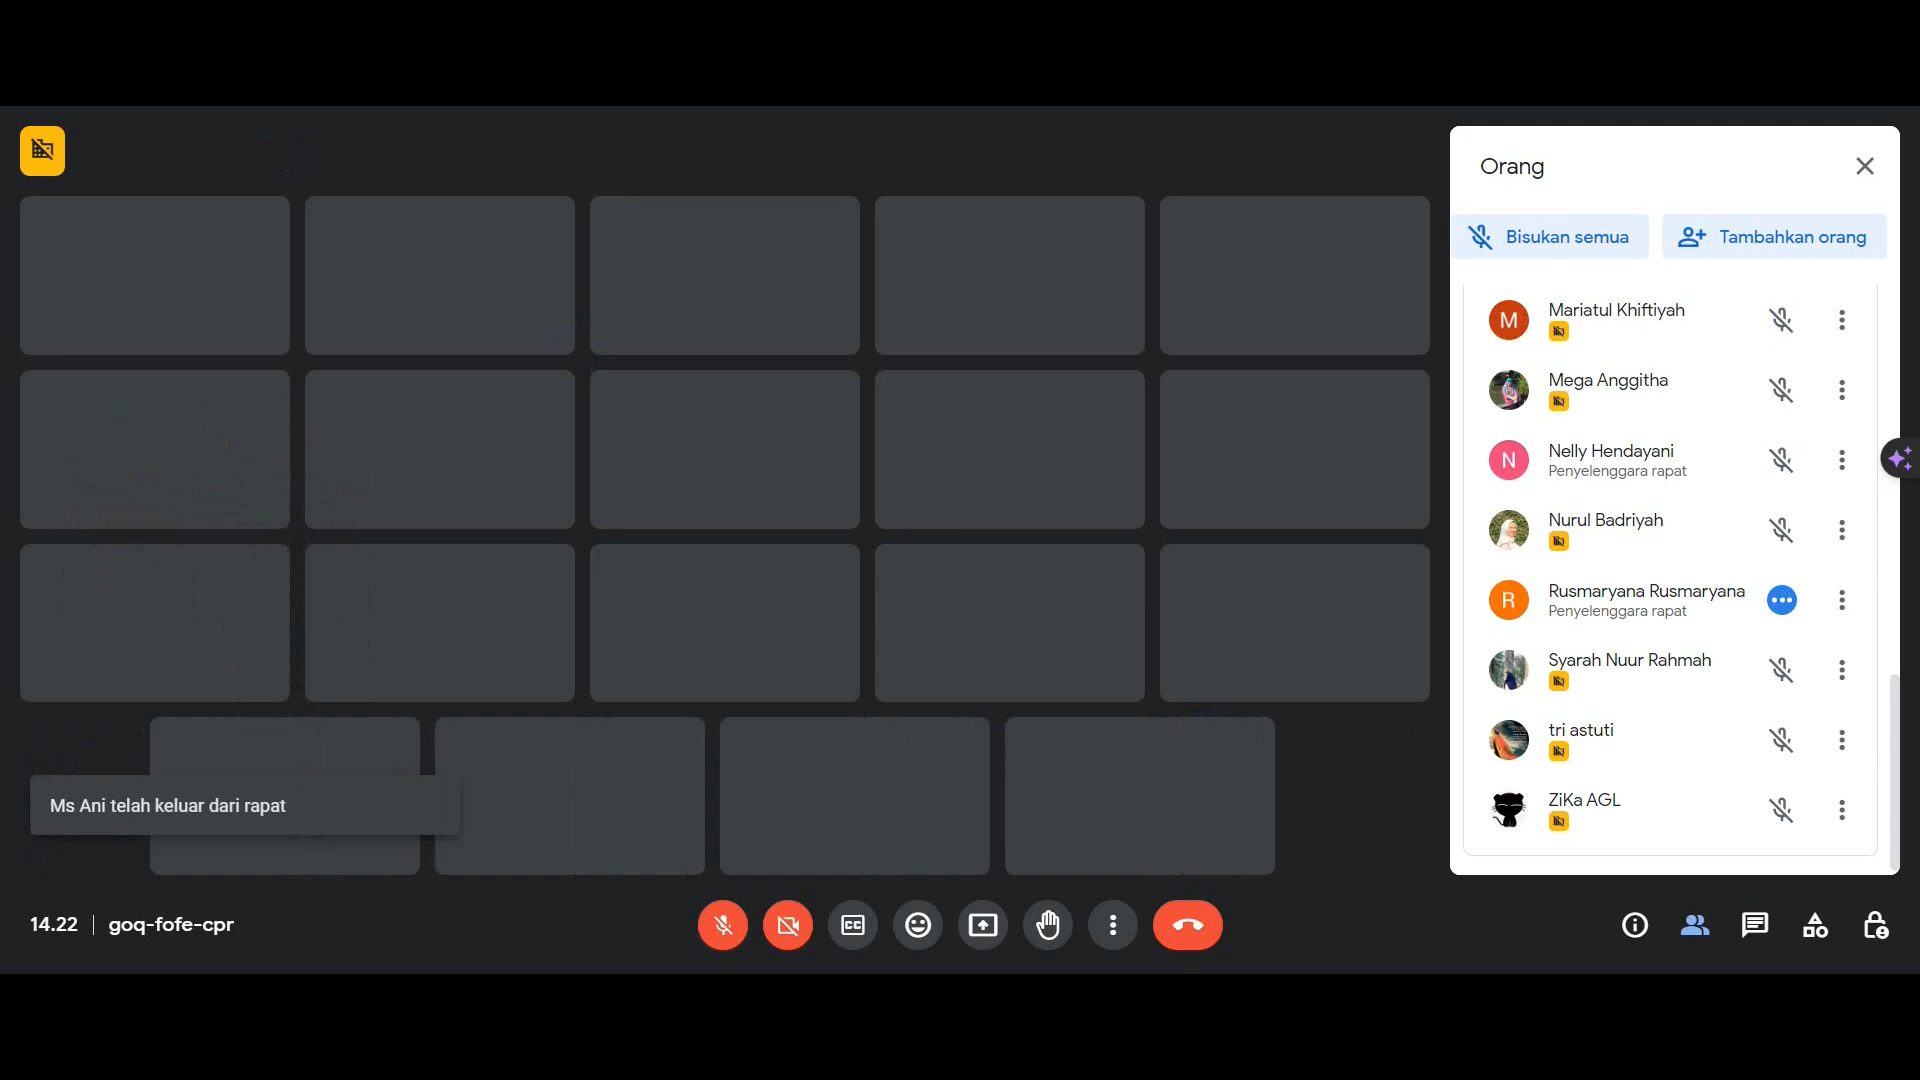 Orang
Bisukan semua
Tambahkan orang
M
Mariatul Khiftiyah
Mega Anggitha
N
Nelly Hendayani
Penyelenggara rapat
Nurul Badriyah
R
Rusmaryana Rusmaryana
Penyelenggara rapat
Syarah Nuur Rahmah
tri astuti
ZiKa AGL
Ms Ani telah keluar dari rapat
14.22 | goq-fofe-cpr
CC